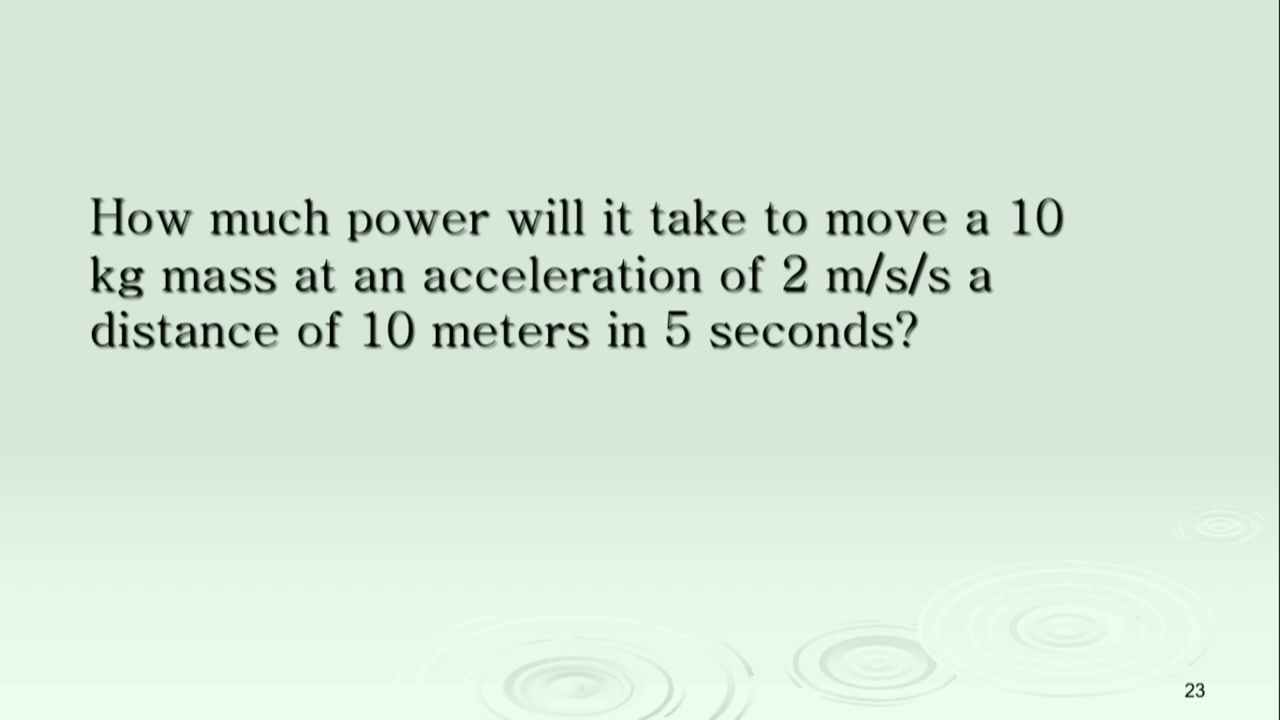 How much power will it take to move a 10
kg mass at an acceleration of 2 m/s/s a
distance of 10 meters in 5 seconds?
23